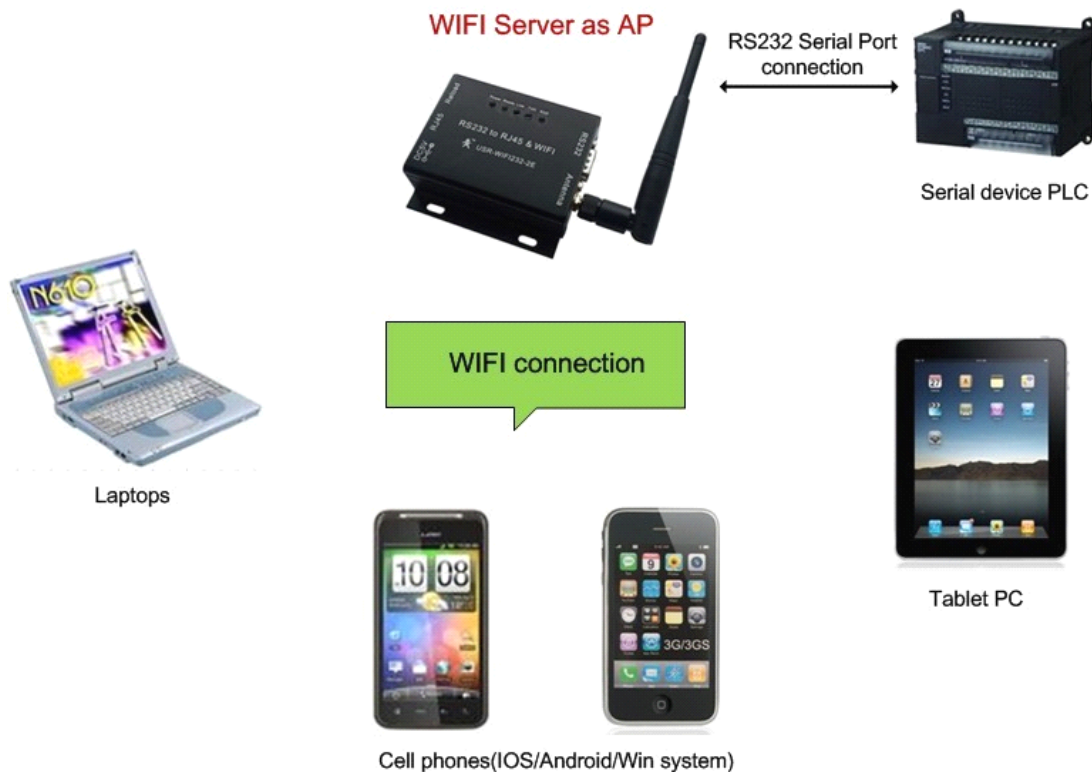 WIFI Server as AP
RS232 Serial Port
connection
Serial device PLC
Reload
RJ45
DC5V
RS232 to RJ45 & WIFI
USR-WIFI232-2E
RS232
Antenna
N610
WIFI connection
Laptops
10 08
3G/3GS
9
27
Tablet PC
Cell phones(IOS/Android/Win system)